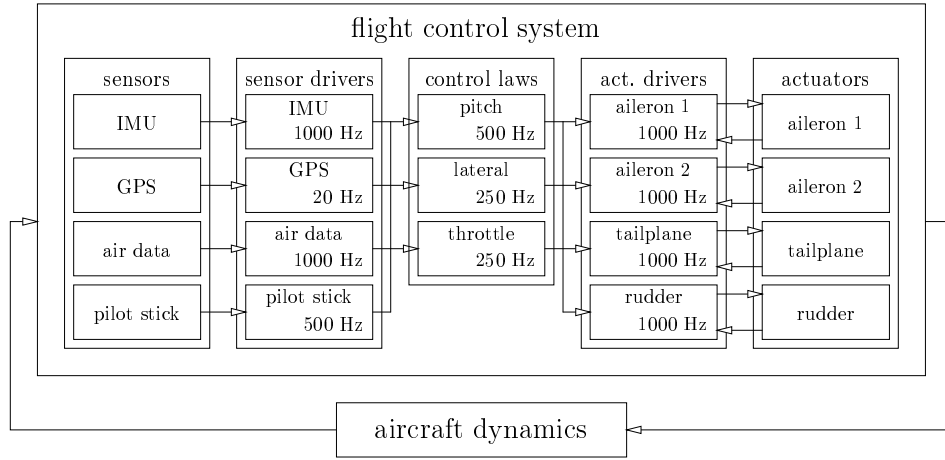 flight control system
sensors
IMU
GPS
air data
pilot stick
sensor drivers
IMU
1000 Hz
GPS
20 Hz
air data
1000 Hz
pilot stick
500 Hz
control laws
pitch
500 Hz
lateral
250 Hz
throttle
250 Hz
act. drivers
aileron 1
1000 Hz
aileron 2
1000 Hz
tailplane
1000 Hz
rudder
1000 Hz
actuators
aileron 1
aileron 2
tailplane
rudder
aircraft dynamics